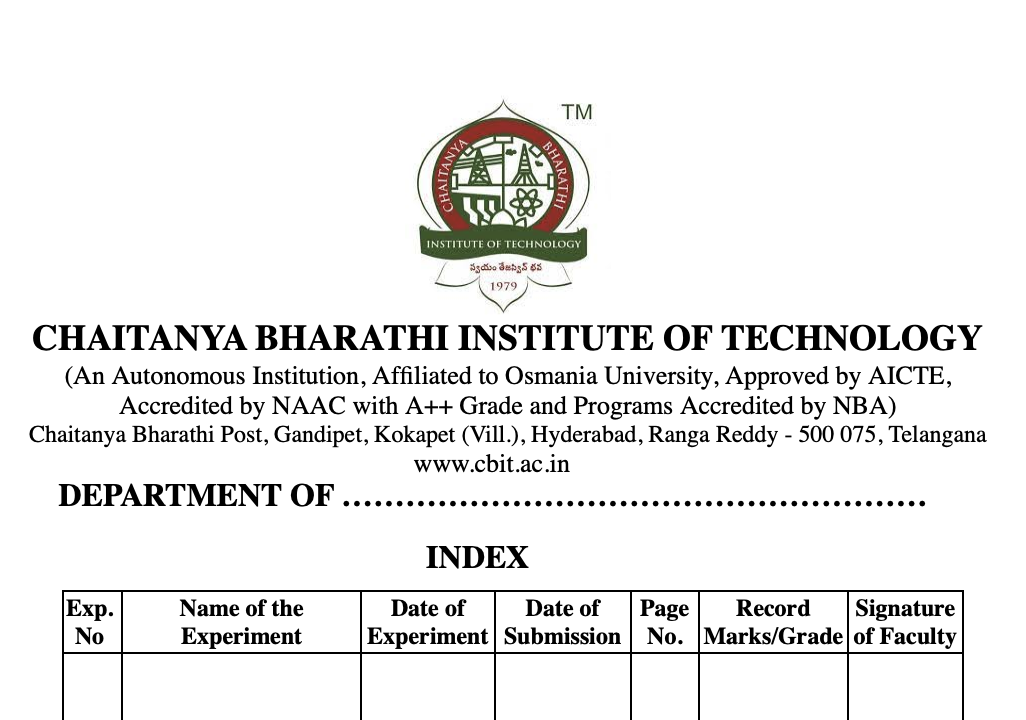 TM
CHAITANYA BHARATHI
INSTITUTE OF TECHNOLOGY
స్వయం తేజస్విన్ భవ
1979
CHAITANYA BHARATHI INSTITUTE OF TECHNOLOGY
(An Autonomous Institution, Affiliated to Osmania University, Approved by AICTE,
Accredited by NAAC with A++ Grade and Programs Accredited by NBA)
Chaitanya Bharathi Post, Gandipet, Kokapet (Vill.), Hyderabad, Ranga Reddy - 500 075, Telangana
www.cbit.ac.in
DEPARTMENT OF ……………………………………………………
INDEX
Exp. Name of the Date of Date of Page Record Signature
No Experiment Experiment Submission No. Marks/Grade of Faculty